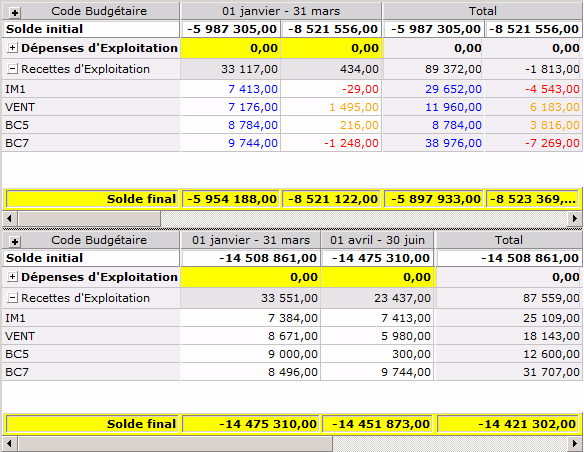 Code Budgétaire 01 janvier - 31 mars Total
Solde initial -5 987 305,00 -8 521 556,00 -5 987 305,00 -8 521 556,00
Dépenses d'Exploitation 0,00 0,00 0,00 0,00
Recettes d'Exploitation 33 117,00 434,00 89 372,00 -1 813,00
IM1 7 413,00 -29,00 29 652,00 -4 543,00
VENT 7 176,00 1 495,00 11 960,00 6 183,00
BC5 8 784,00 216,00 8 784,00 3 816,00
BC7 9 744,00 -1 248,00 38 976,00 -7 269,00
Solde final -5 954 188,00 -8 521 122,00 -5 897 933,00 -8 523 369,...
Code Budgétaire 01 janvier - 31 mars 01 avril - 30 juin Total
Solde initial -14 508 861,00 -14 475 310,00 -14 508 861,00
Dépenses d'Exploitation 0,00 0,00 0,00
Recettes d'Exploitation 33 551,00 23 437,00 87 559,00
IM1 7 384,00 7 413,00 25 109,00
VENT 8 671,00 5 980,00 18 143,00
BC5 9 000,00 300,00 12 600,00
BC7 8 496,00 9 744,00 31 707,00
Solde final -14 475 310,00 -14 451 873,00 -14 421 302,00